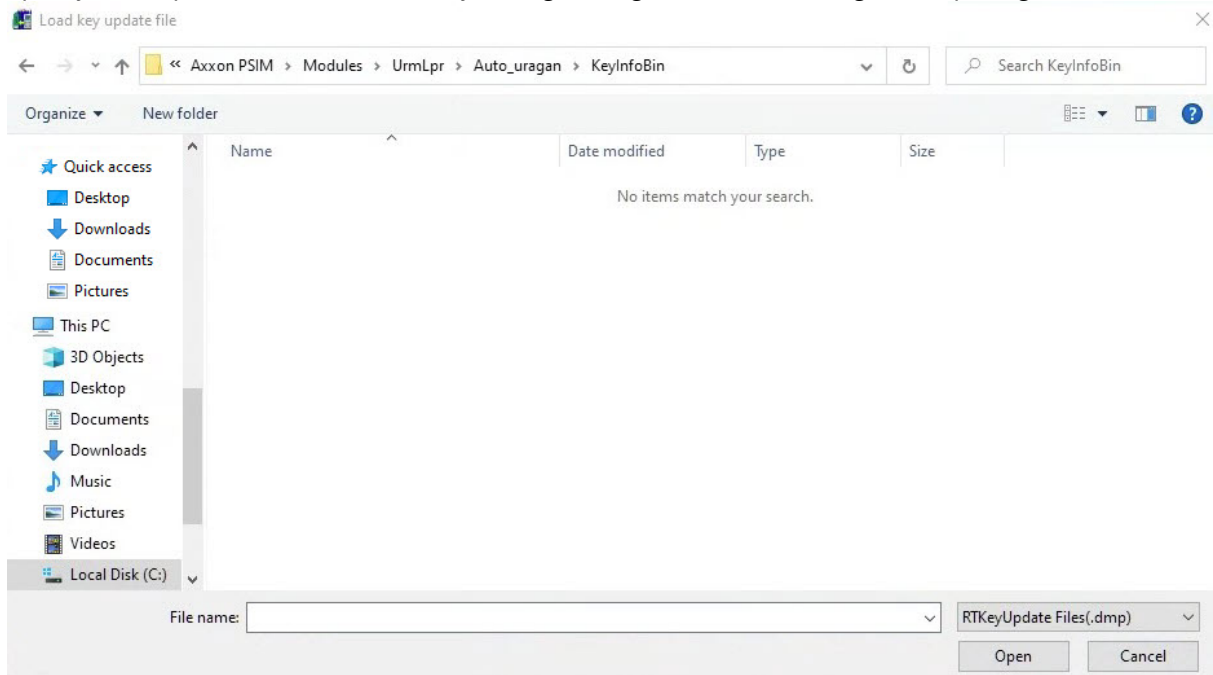 Load key update file
« Axxon PSIM > Modules > UrmLpr > Auto_uragan > KeyInfoBin
Search KeyInfoBin
Organize
New folder
Name
Date modified
Type
Size
No items match your search.
Quick access
Desktop
Downloads
Documents
Pictures
This PC
3D Objects
Desktop
Documents
Downloads
Music
Pictures
Videos
Local Disk (C:)
File name:
RTKeyUpdate Files(.dmp)
Open
Cancel